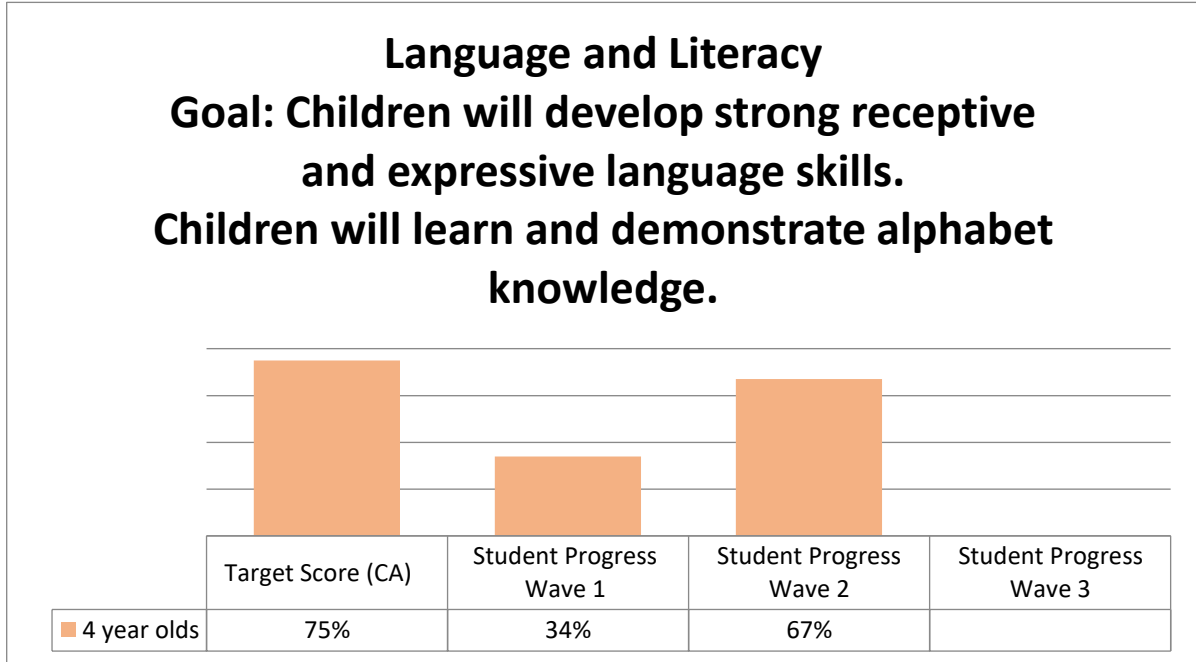 Language and Literacy
Goal: Children will develop strong receptive
and expressive language skills.
Children will learn and demonstrate alphabet
knowledge.
Target Score (CA)
Student Progress
Wave 1
Student Progress
Wave 2
Student Progress
Wave 3
4 year olds 75% 34% 67%